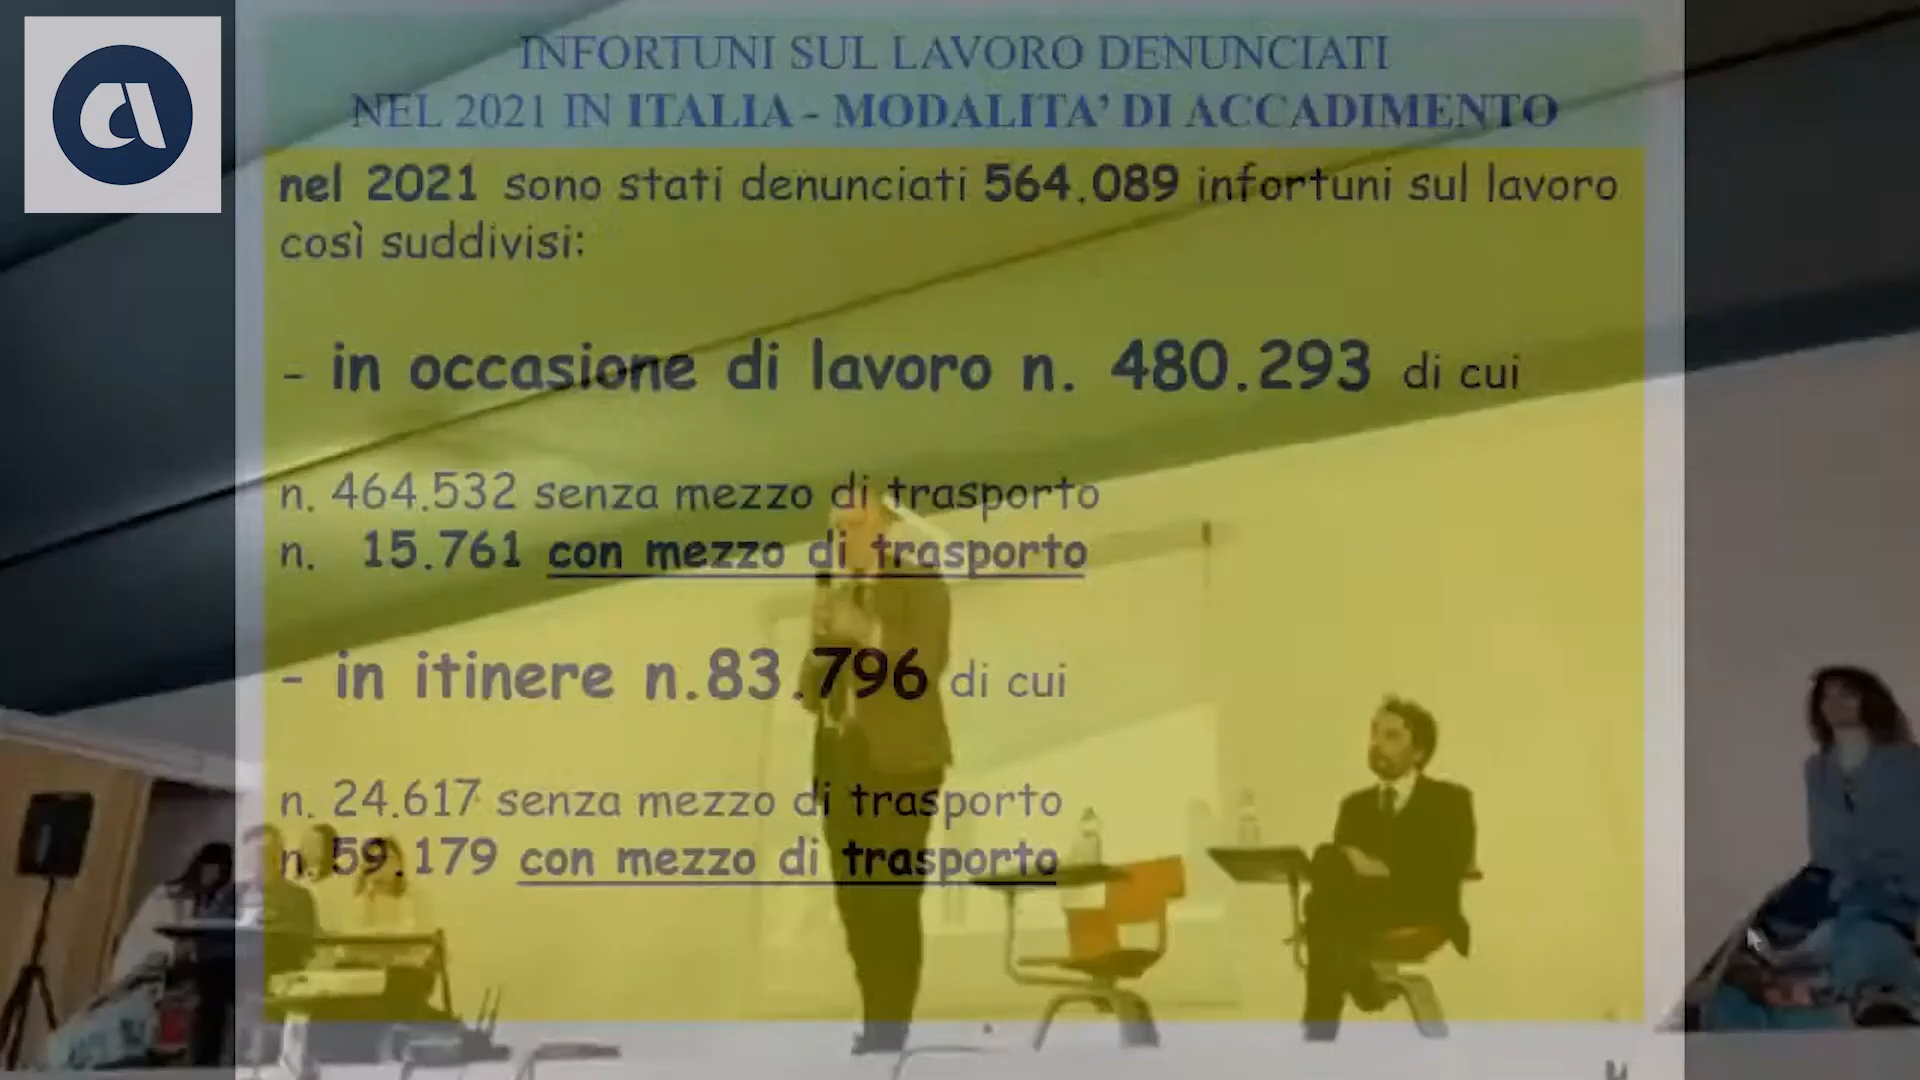 INFORTUNI SUL LAVORO DENUNCIATI
NEL 2021 IN ITALIA - MODALITA' DI ACCADIMENTO
nel 2021 sono stati denunciati 564.089 infortuni sul lavoro
così suddivisi:
- in occasione di lavoro n. 480.293 di cui
n. 464.532 senza mezzo di trasporto
n. 15.761 con mezzo di trasporto
- in itinere n.83.796 di cui
n. 24.617 senza mezzo di trasporto
n. 59.179 con mezzo di trasporto